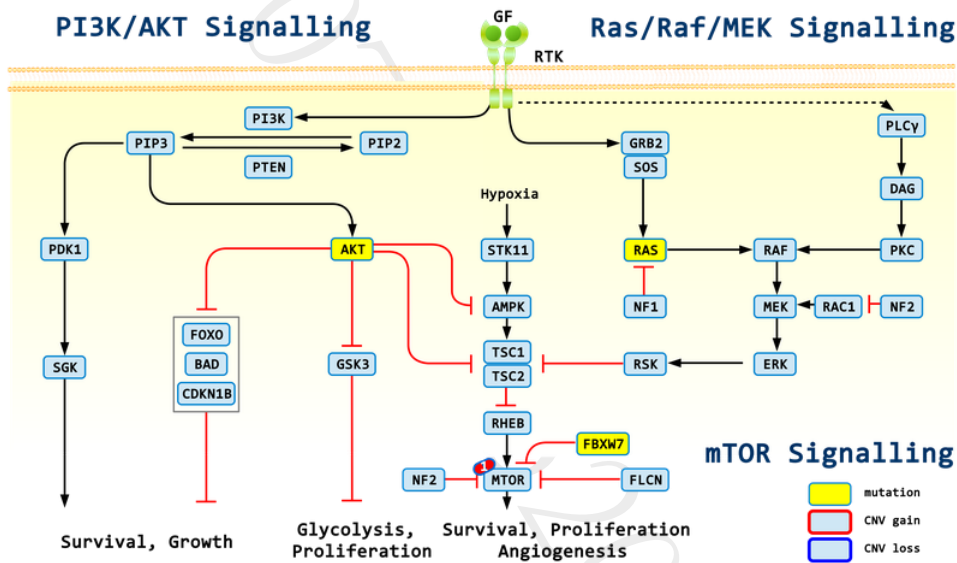 PI3K/AKT Signalling
GF
Ras/Raf/MEK Signalling
RTK
PI3K
PLCγ
PIP3
PIP2
GRB2
PTEN
SOS
DAG
Hypoxia
PDK1
AKT
STK11
RAS
RAF
PKC
AMPK
NF1
MEK
RAC1
NF2
FOXO
TSC1
BAD
GSK3
SGK
TSC2
RSK
ERK
CDKN1B
RHEB
FBXW7
mTOR Signalling
1
NF2
MTOR
FLCN
mutation
CNV gain
CNV loss
Survival, Growth
Glycolysis,
Proliferation
Survival, Proliferation
Angiogenesis